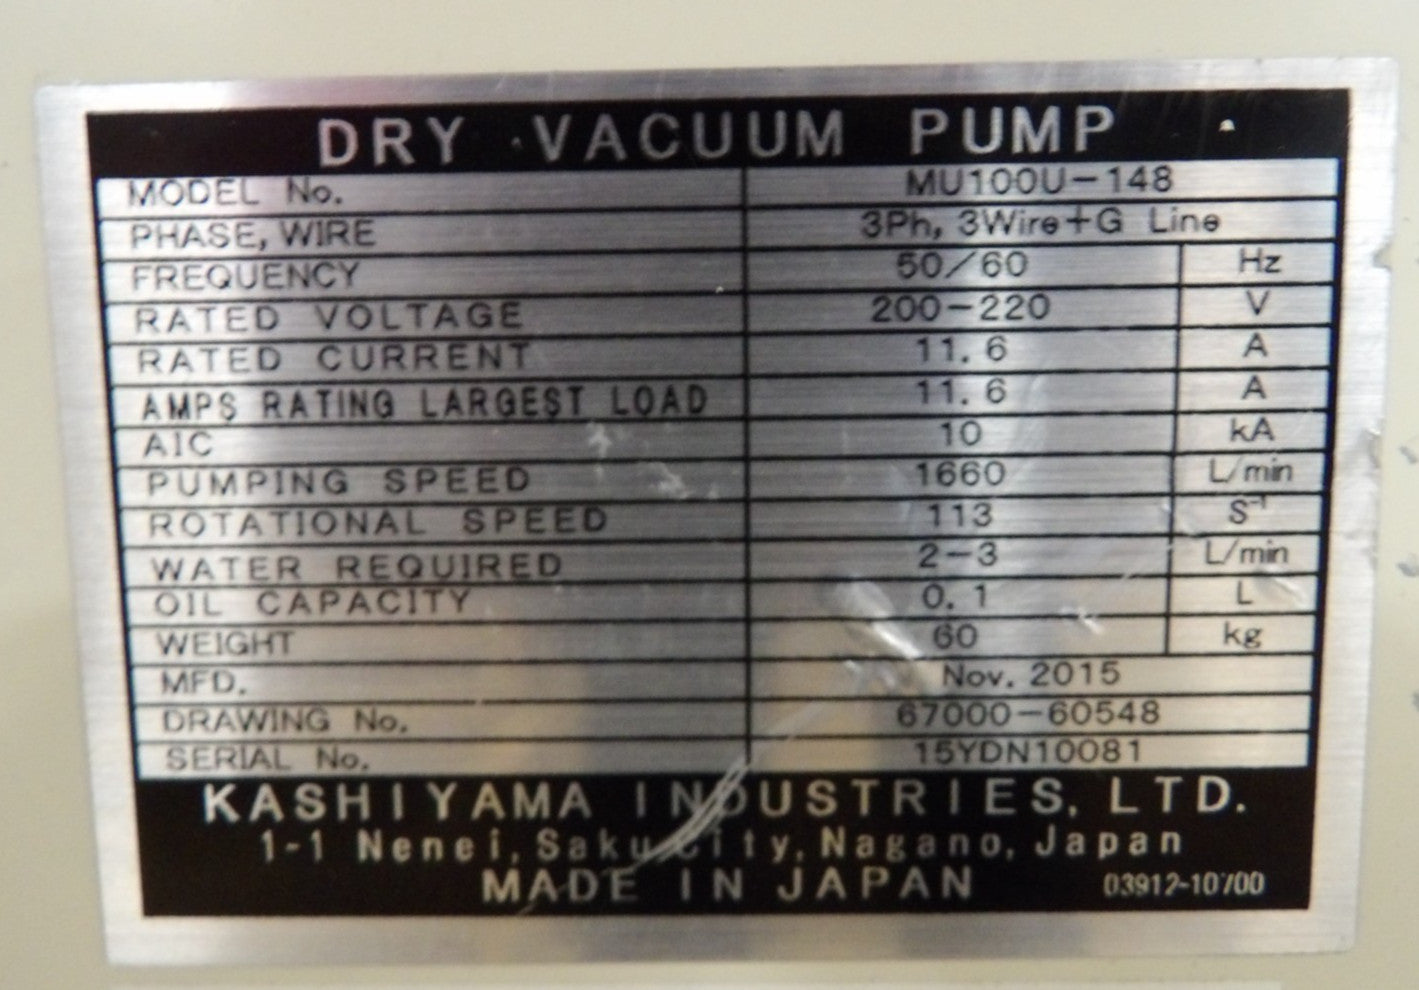 DRY VACUUM PUMP
MODEL No. MU100U-148
PHASE, WIRE 3Ph, 3Wire+G Line
FREQUENCY 50/60 Hz
RATED VOLTAGE 200-220 V
RATED CURRENT 11.6 A
AMPS RATING LARGEST LOAD 11.6 A
AIC 10 kA
PUMPING SPEED 1660 L/min
ROTATIONAL SPEED 113 S⁻¹
WATER REQUIRED 2-3 L/min
OIL CAPACITY 0.1 L
WEIGHT 60 kg
MFD. Nov. 2015
DRAWING No. 67000-60548
SERIAL No. 15YDN10081
KASHIYAMA INDUSTRIES, LTD.
1-1 Nenei, Saku City, Nagano, Japan
MADE IN JAPAN 03912-10700